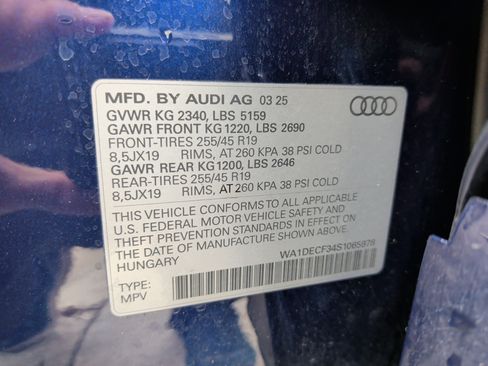 MFD. BY AUDI AG 03 25
GVWR KG 2340, LBS 5159
GAWR FRONT KG 1220, LBS 2690
FRONT-TIRES 255/45 R19
8,5JX19 RIMS, AT 260 KPA 38 PSI COLD
GAWR REAR KG1200, LBS 2646
REAR-TIRES 255/45 R19
8,5JX19 RIMS, AT 260 KPA 38 PSI COLD
THIS VEHICLE CONFORMS TO ALL APPLICABLE
U.S. FEDERAL MOTOR VEHICLE SAFETY AND
THEFT PREVENTION STANDARDS IN EFFECT ON
THE DATE OF MANUFACTURE SHOWN ABOVE.
HUNGARY
WA1DECF34S1065978
TYPE:
MPV